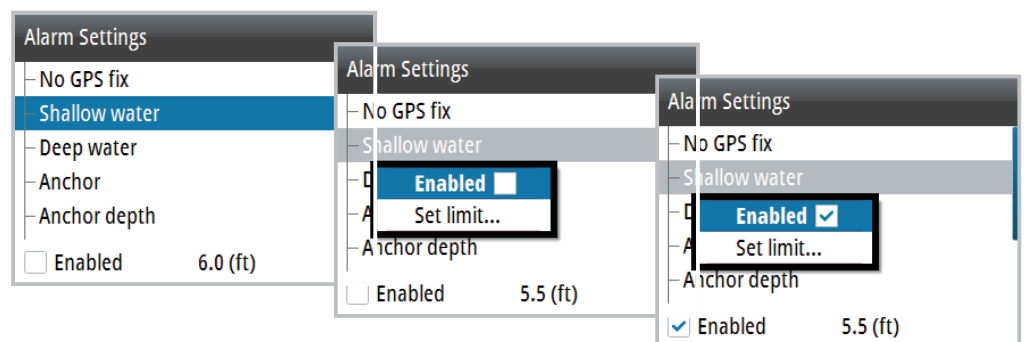 Alarm Settings
No GPS fix
Shallow water
Deep water
Anchor
Anchor depth
Enabled 6.0 (ft)
Alarm Settings
No GPS fix
Shallow water
D
Enabled
A
Set limit...
Anchor depth
Enabled 5.5 (ft)
Alarm Settings
No GPS fix
Shallow water
D
Enabled
A
Set limit...
Anchor depth
Enabled 5.5 (ft)